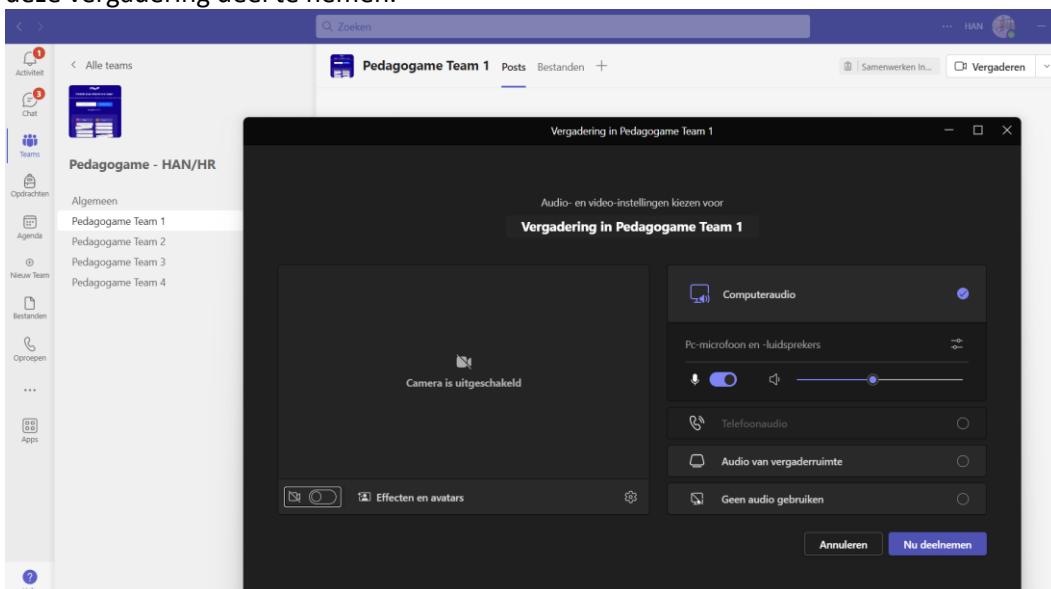 deze vergadering deel te nemen.
Zoeken
HAN
Activiteit
1
Chat
3
Teams
Opdrachten
Agenda
Nieuw Team
Bestanden
Oproepen
Apps
Alle teams
Pedagogame - HAN/HR
Algemeen
Pedagogame Team 1
Pedagogame Team 2
Pedagogame Team 3
Pedagogame Team 4
Pedagogame Team 1 Posts Bestanden
Samenwerken in...
Vergaderen
Vergadering in Pedagogame Team 1
Audio- en video-instellingen kiezen voor
Vergadering in Pedagogame Team 1
Camera is uitgeschakeld
Effecten en avatars
Computeraudio
Pc-microfoon en -luidsprekers
Telefoonaudio
Audio van vergaderruimte
Geen audio gebruiken
Annuleren
Nu deelnemen